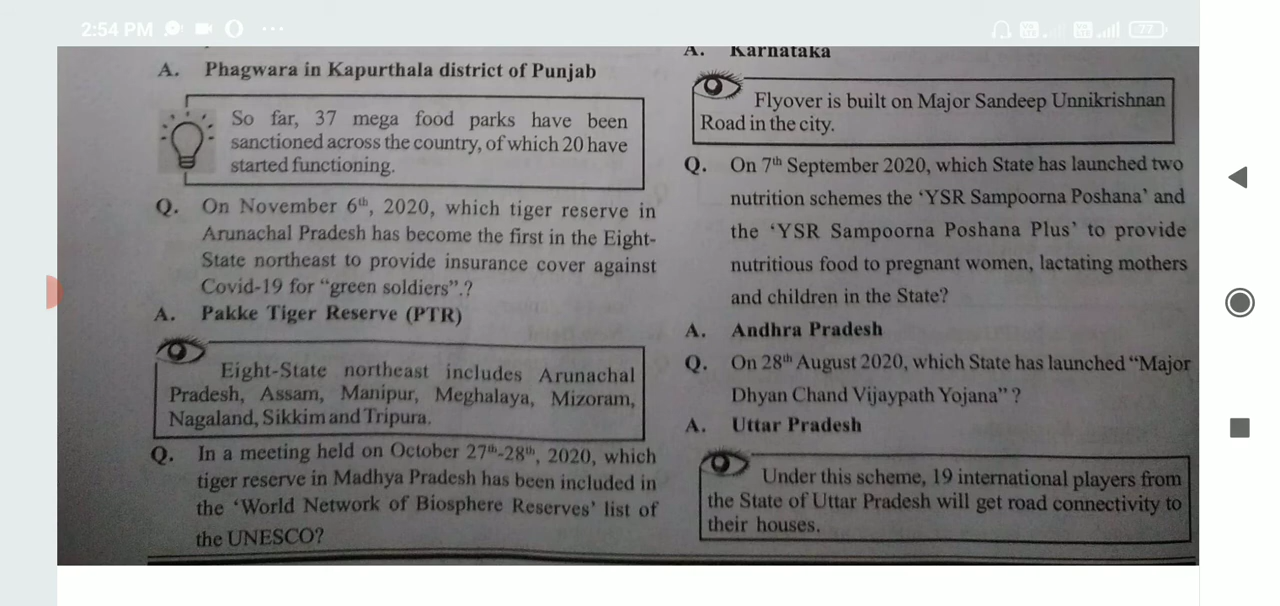 2:54 PM
77
A. Phagwara in Kapurthala district of Punjab
So far, 37 mega food parks have been
sanctioned across the country, of which 20 have
started functioning.
Q. On November 6th, 2020, which tiger reserve in
Arunachal Pradesh has become the first in the Eight-
State northeast to provide insurance cover against
Covid-19 for “green soldiers”.?
A. Pakke Tiger Reserve (PTR)
Eight-State northeast includes Arunachal
Pradesh, Assam, Manipur, Meghalaya, Mizoram,
Nagaland, Sikkim and Tripura.
Q. In a meeting held on October 27th-28th, 2020, which
tiger reserve in Madhya Pradesh has been included in
the ‘World Network of Biosphere Reserves’ list of
the UNESCO?
A. Karnataka
Flyover is built on Major Sandeep Unnikrishnan
Road in the city.
Q. On 7th September 2020, which State has launched two
nutrition schemes the ‘YSR Sampoorna Poshana’ and
the ‘YSR Sampoorna Poshana Plus’ to provide
nutritious food to pregnant women, lactating mothers
and children in the State?
A. Andhra Pradesh
Q. On 28th August 2020, which State has launched “Major
Dhyan Chand Vijaypath Yojana” ?
A. Uttar Pradesh
Under this scheme, 19 international players from
the State of Uttar Pradesh will get road connectivity to
their houses.